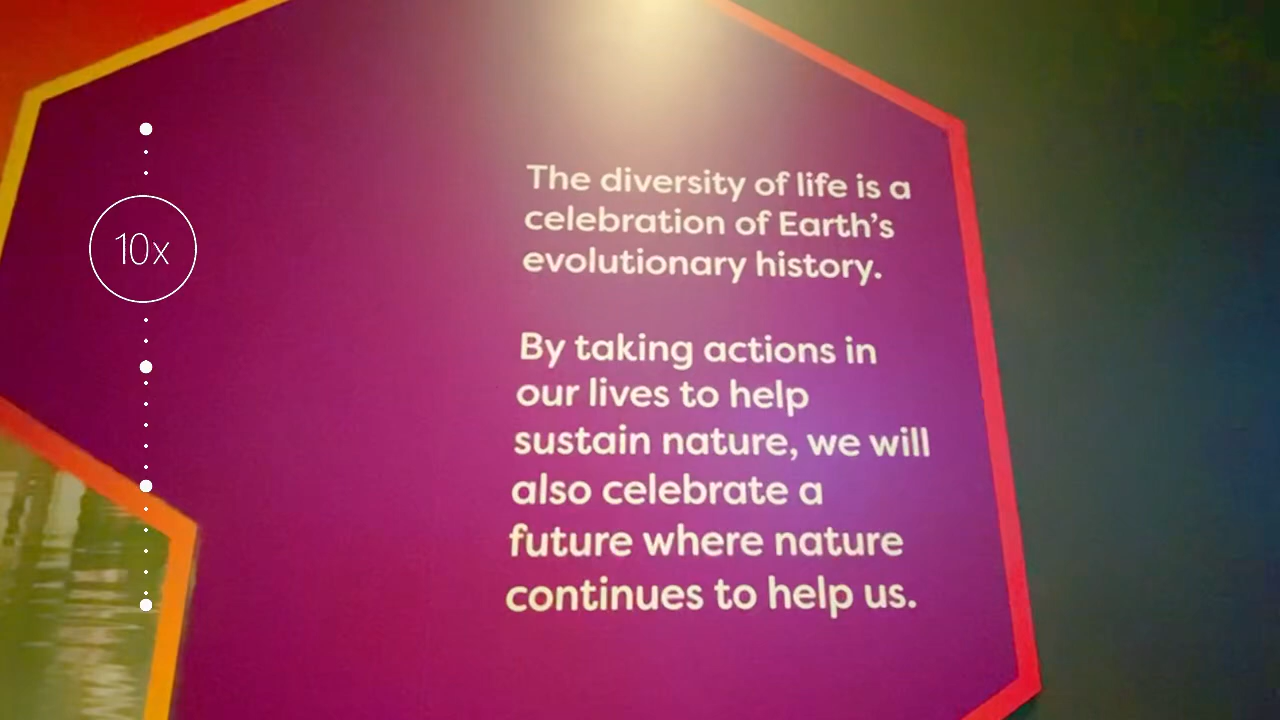 10x
The diversity of life is a
celebration of Earth's
evolutionary history.
By taking actions in
our lives to help
sustain nature, we will
also celebrate a
future where nature
continues to help us.